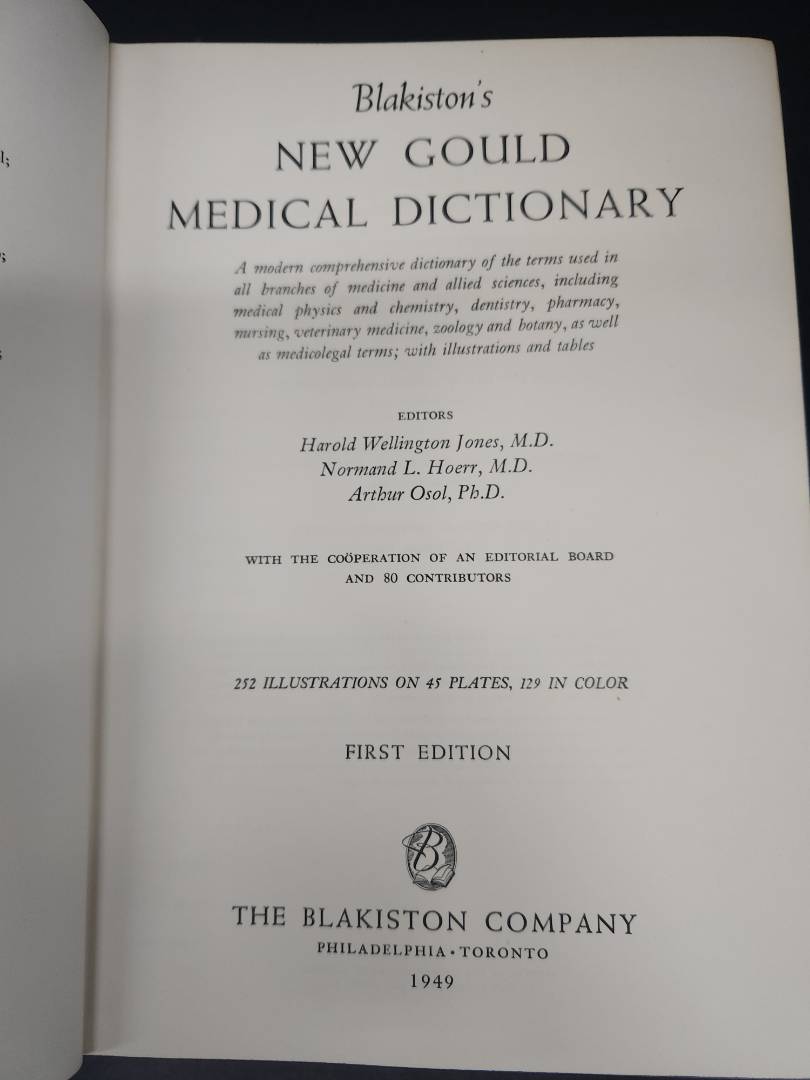 Blakiston's
NEW GOULD
MEDICAL DICTIONARY
A modern comprehensive dictionary of the terms used in
all branches of medicine and allied sciences, including
medical physics and chemistry, dentistry, pharmacy,
nursing, veterinary medicine, zoology and botany, as well
as medicolegal terms; with illustrations and tables
EDITORS
Harold Wellington Jones, M.D.
Normand L. Hoerr, M.D.
Arthur Osol, Ph.D.
WITH THE COÖPERATION OF AN EDITORIAL BOARD
AND 80 CONTRIBUTORS
252 ILLUSTRATIONS ON 45 PLATES, 129 IN COLOR
FIRST EDITION
B
THE BLAKISTON COMPANY
PHILADELPHIA • TORONTO
1949